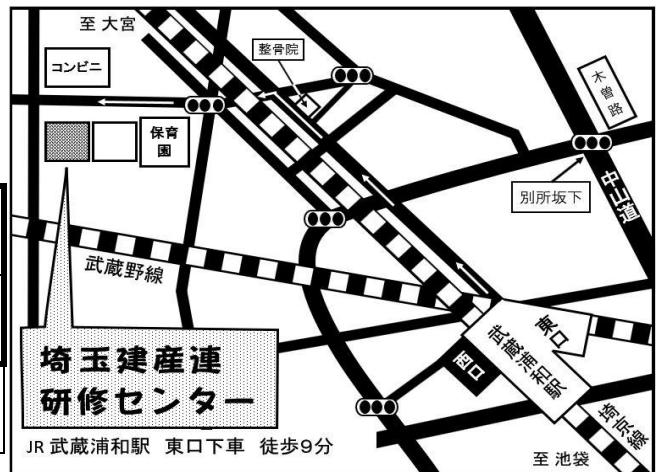 至 大宮
整骨院
コンビニ
木曽路
保育
園
別所坂下
中山道
武蔵野線
東口
武蔵浦和駅
西口
埼玉建産連
研修センター
埼京線
JR 武蔵浦和駅 東口下車 徒歩9分
至 池袋